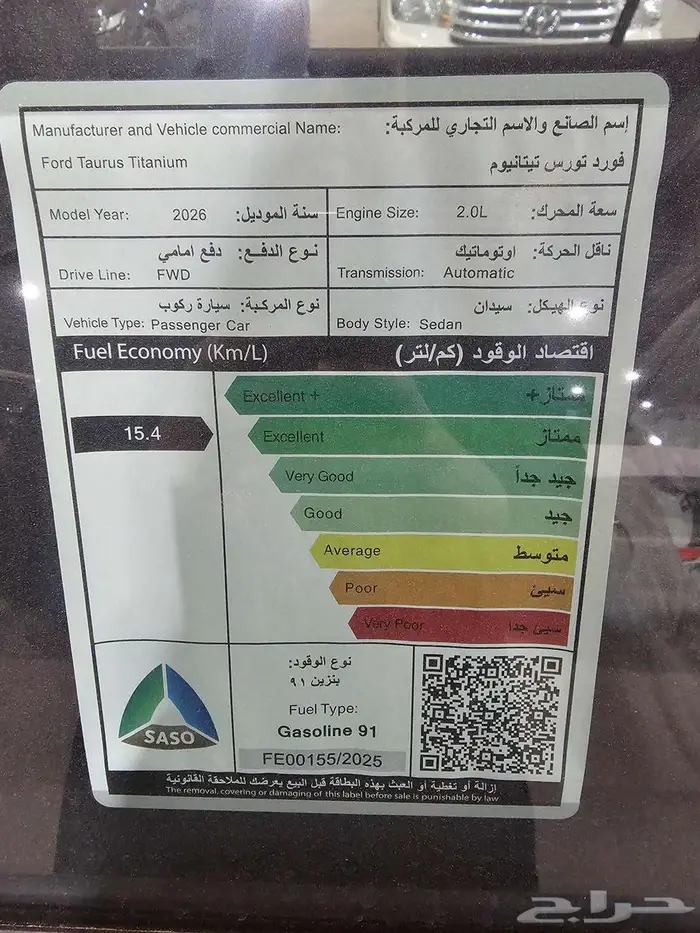 Manufacturer and Vehicle commercial Name: إسم الصانع والاسم التجاري للمركبة:
Ford Taurus Titanium فورد تورس تيتانيوم
Model Year: 2026 سنة الموديل:
Engine Size: 2.0L سعة المحرك:
نوع الدفع: دفع امامي
Drive Line: FWD
ناقل الحركة: اوتوماتيك
Transmission: Automatic
نوع المركبة: سيارة ركوب
Vehicle Type: Passenger Car
نوع الهيكل: سيدان
Body Style: Sedan
Fuel Economy (Km/L) اقتصاد الوقود (كم/لتر)
15.4
Excellent + ممتاز+
Excellent ممتاز
Very Good جيد جداً
Good جيد
Average متوسط
Poor سيئ
Very Poor سيئ جدا
SASO
نوع الوقود:
بنزين ٩١
Fuel Type:
Gasoline 91
FE00155/2025
إزالة أو تغطية أو العبث بهذه البطاقة قبل البيع يعرضك للملاحقة القانونية
The removal, covering or damaging of this label before sale is punishable by law
حراج